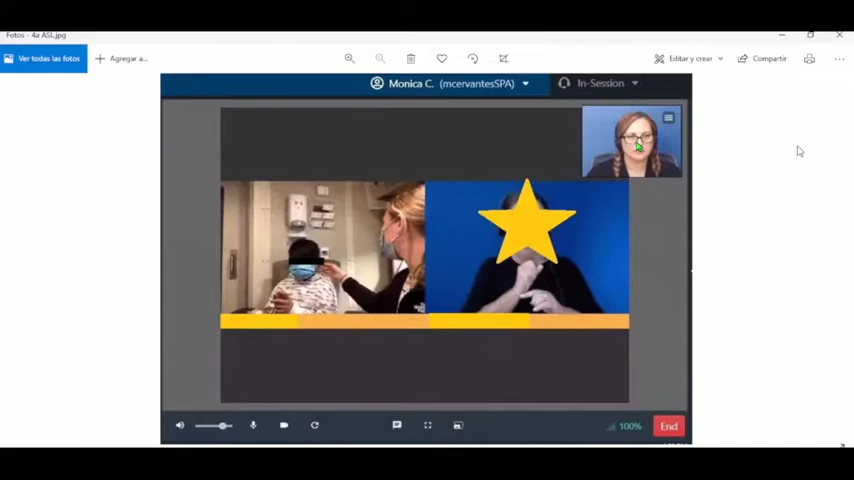 Fotos - 4a ASL.jpg
Ver todas las fotos
Agregar a...
Editar y crear
Compartir
Monica C. (mcervantesSPA)
In-Session
100%
End